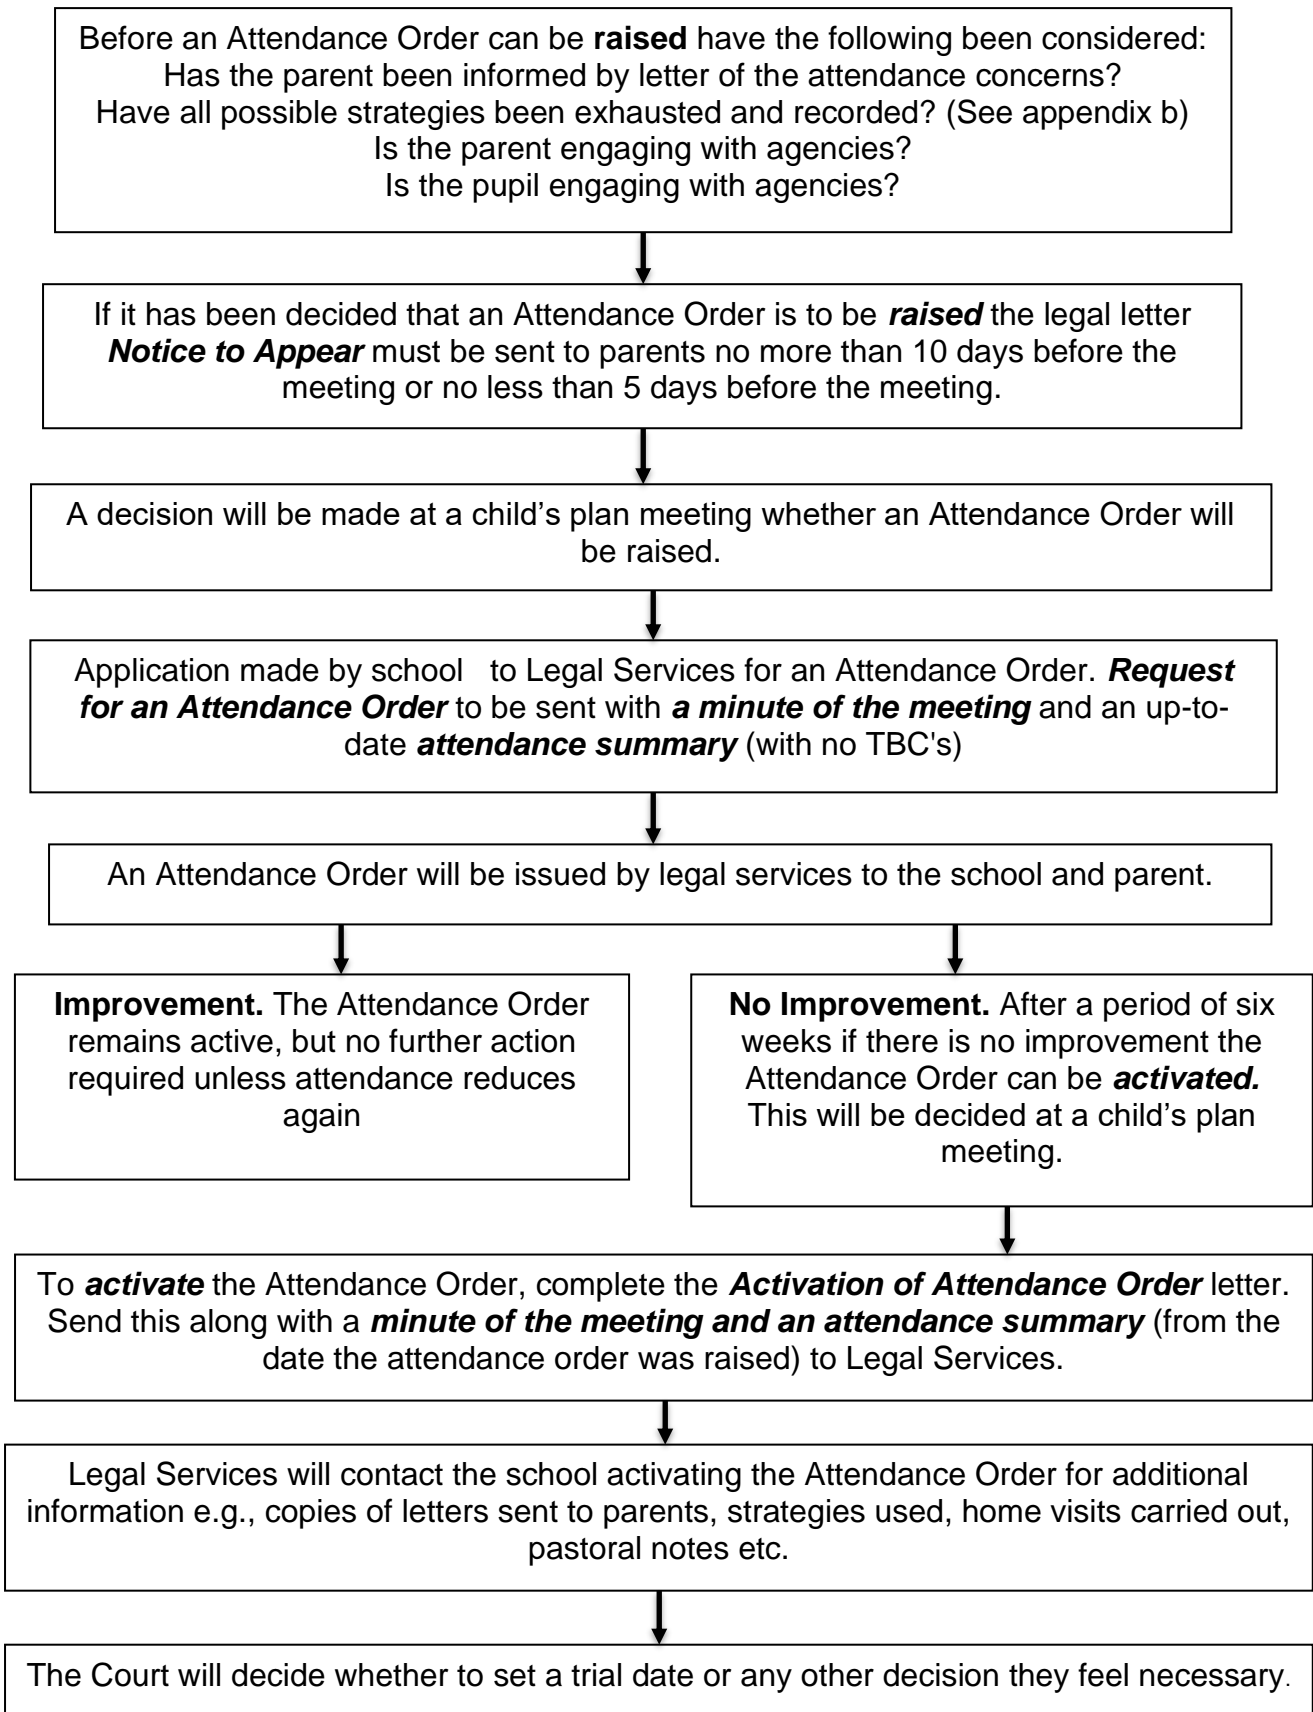 Before an Attendance Order can be raised have the following been considered:
Has the parent been informed by letter of the attendance concerns?
Have all possible strategies been exhausted and recorded? (See appendix b)
Is the parent engaging with agencies?
Is the pupil engaging with agencies?
If it has been decided that an Attendance Order is to be raised the legal letter
Notice to Appear must be sent to parents no more than 10 days before the
meeting or no less than 5 days before the meeting.
A decision will be made at a child’s plan meeting whether an Attendance Order will
be raised.
Application made by school   to Legal Services for an Attendance Order. Request
for an Attendance Order to be sent with a minute of the meeting and an up-to-
date attendance summary (with no TBC's)
An Attendance Order will be issued by legal services to the school and parent.
Improvement. The Attendance Order
remains active, but no further action
required unless attendance reduces
again
No Improvement. After a period of six
weeks if there is no improvement the
Attendance Order can be activated.
This will be decided at a child’s plan
meeting.
To activate the Attendance Order, complete the Activation of Attendance Order letter.
Send this along with a minute of the meeting and an attendance summary (from the
date the attendance order was raised) to Legal Services.
Legal Services will contact the school activating the Attendance Order for additional
information e.g., copies of letters sent to parents, strategies used, home visits carried out,
pastoral notes etc.
The Court will decide whether to set a trial date or any other decision they feel necessary.